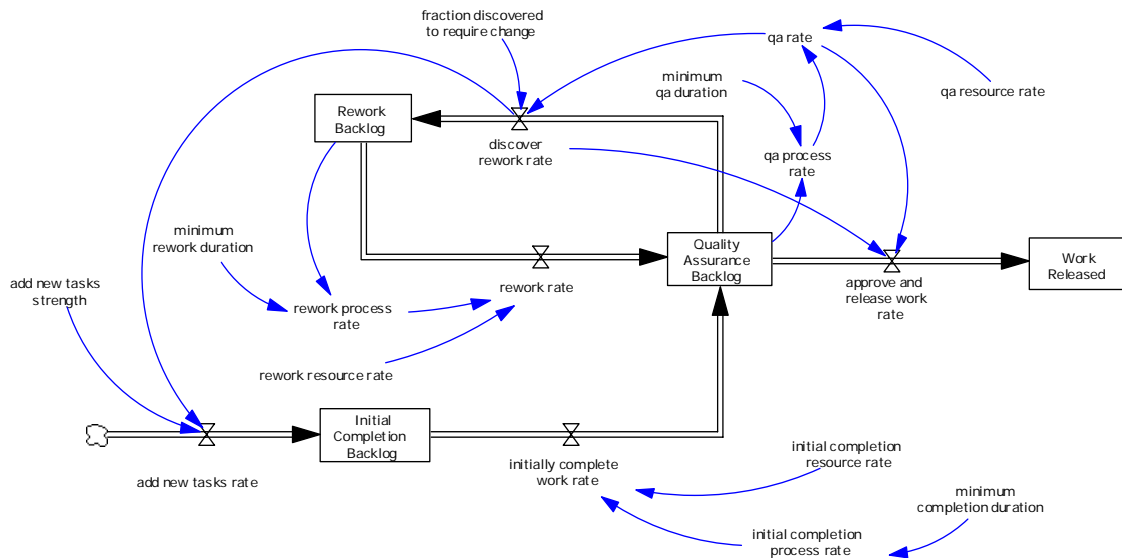 fraction discovered
to require change
qa rate
minimum
qa duration
qa resource rate
Rework
Backlog
discover
rework rate
qa process
rate
minimum
rework duration
Quality
Assurance
Backlog
Work
Released
add new tasks
strength
rework rate
approve and
release work
rate
rework process
rate
rework resource rate
Initial
Completion
Backlog
add new tasks rate
initially complete
work rate
initial completion
resource rate
minimum
completion duration
initial completion
process rate